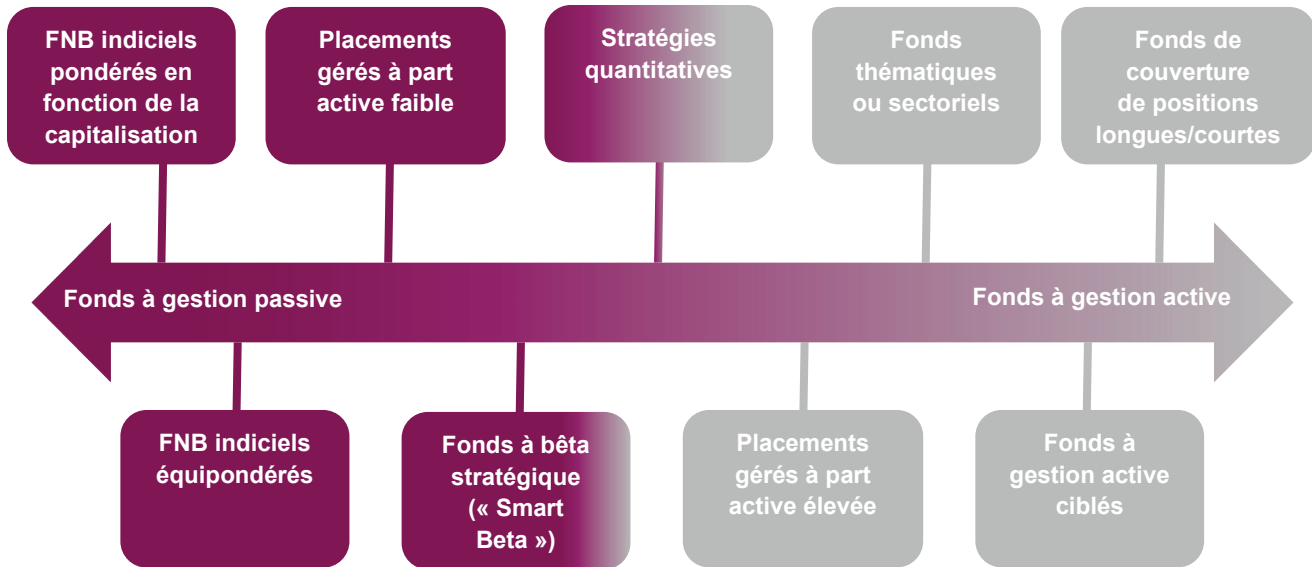 FNB indiciels
pondérés en
fonction de la
capitalisation
Placements
gérés à part
active faible
Stratégies
quantitatives
Fonds
thématiques
ou sectoriels
Fonds de
couverture
de positions
longues/courtes
Fonds à gestion passive
Fonds à gestion active
FNB indiciels
équipondérés
Fonds à bêta
stratégique
(« Smart
Beta »)
Placements
gérés à part
active élevée
Fonds à
gestion active
ciblés